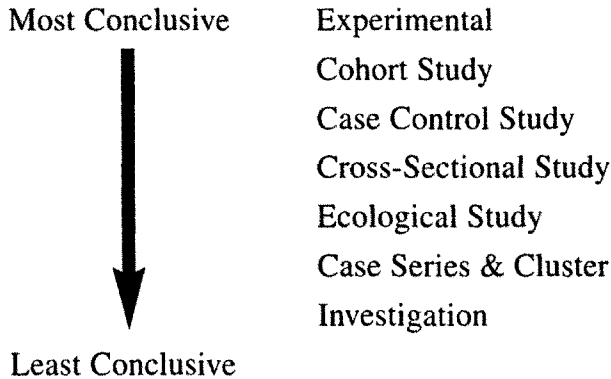 Most Conclusive
Experimental
Cohort Study
Case Control Study
Cross-Sectional Study
Ecological Study
Case Series & Cluster
Investigation
Least Conclusive